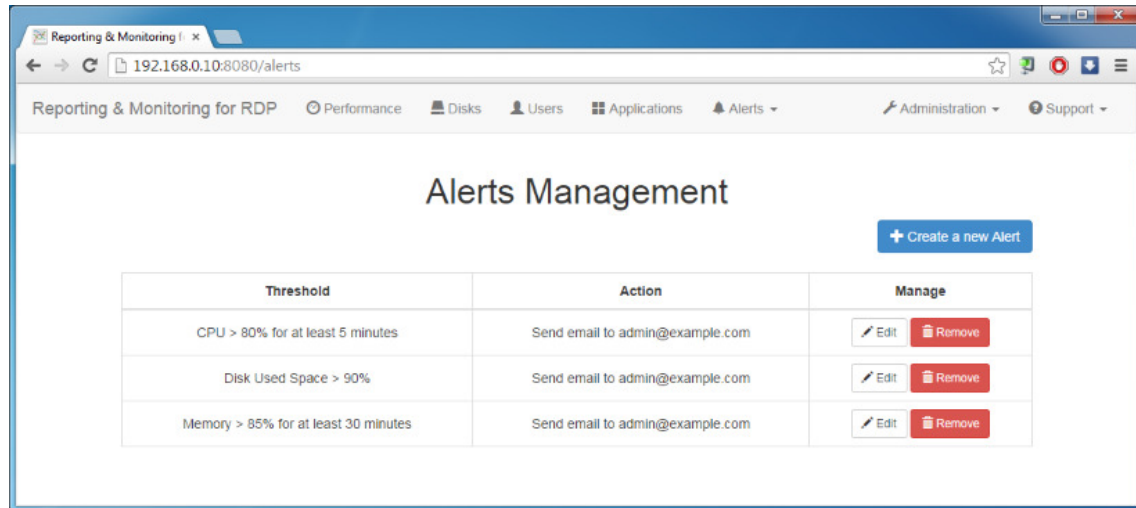 Reporting & Monitoring f
192.168.0.10:8080/alerts
Reporting & Monitoring for RDP Performance Disks Users Applications Alerts Administration Support
Alerts Management
Create a new Alert
Threshold Action Manage
CPU > 80% for at least 5 minutes Send email to admin@example.com Edit Remove
Disk Used Space > 90% Send email to admin@example.com Edit Remove
Memory > 85% for at least 30 minutes Send email to admin@example.com Edit Remove